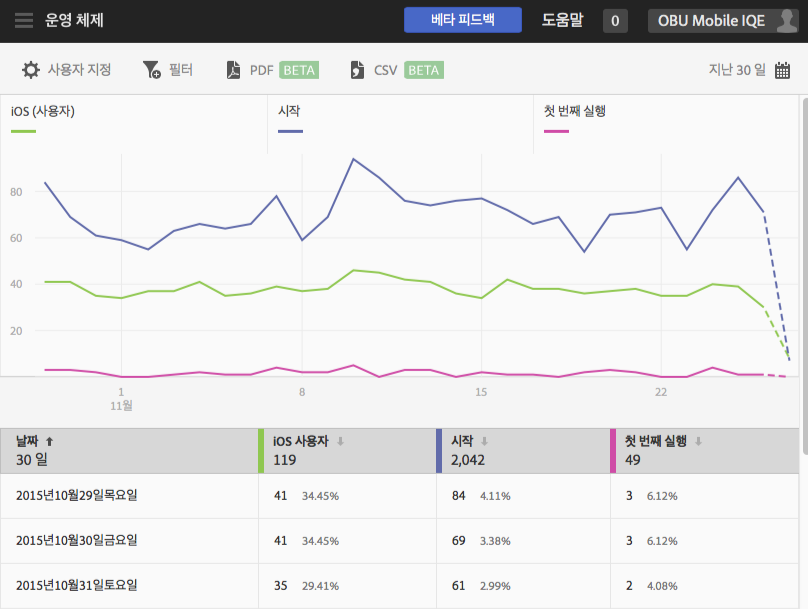 운영 체제
베타 피드백
도움말
0
OBU Mobile IQE
사용자 지정
필터
PDF BETA
CSV BETA
지난 30 일
iOS (사용자)
시작
첫 번째 실행
80
60
40
20
1
8
15
22
11월
날짜
30 일
iOS 사용자
119
시작
2,042
첫 번째 실행
49
2015년10월29일목요일 41 34.45% 84 4.11% 3 6.12%
2015년10월30일금요일 41 34.45% 69 3.38% 3 6.12%
2015년10월31일토요일 35 29.41% 61 2.99% 2 4.08%